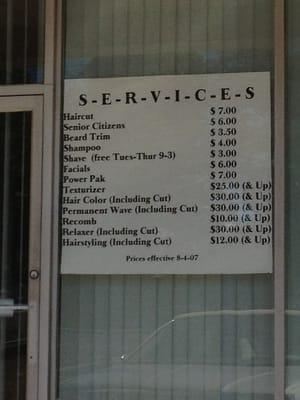 S-E-R-V-I-C-E-S
Haircut $ 7.00
Senior Citizens $ 6.00
Beard Trim $ 3.50
Shampoo $ 4.00
Shave (free Tues-Thur 9-3) $ 3.00
Facials $ 6.00
Power Pak $ 7.00
Texturizer $25.00 (& Up)
Hair Color (Including Cut) $30.00 (& Up)
Permanent Wave (Including Cut) $30.00 (& Up)
Recomb $10.00 (& Up)
Relaxer (Including Cut) $30.00 (& Up)
Hairstyling (Including Cut) $12.00 (& Up)
Prices effective 8-4-07